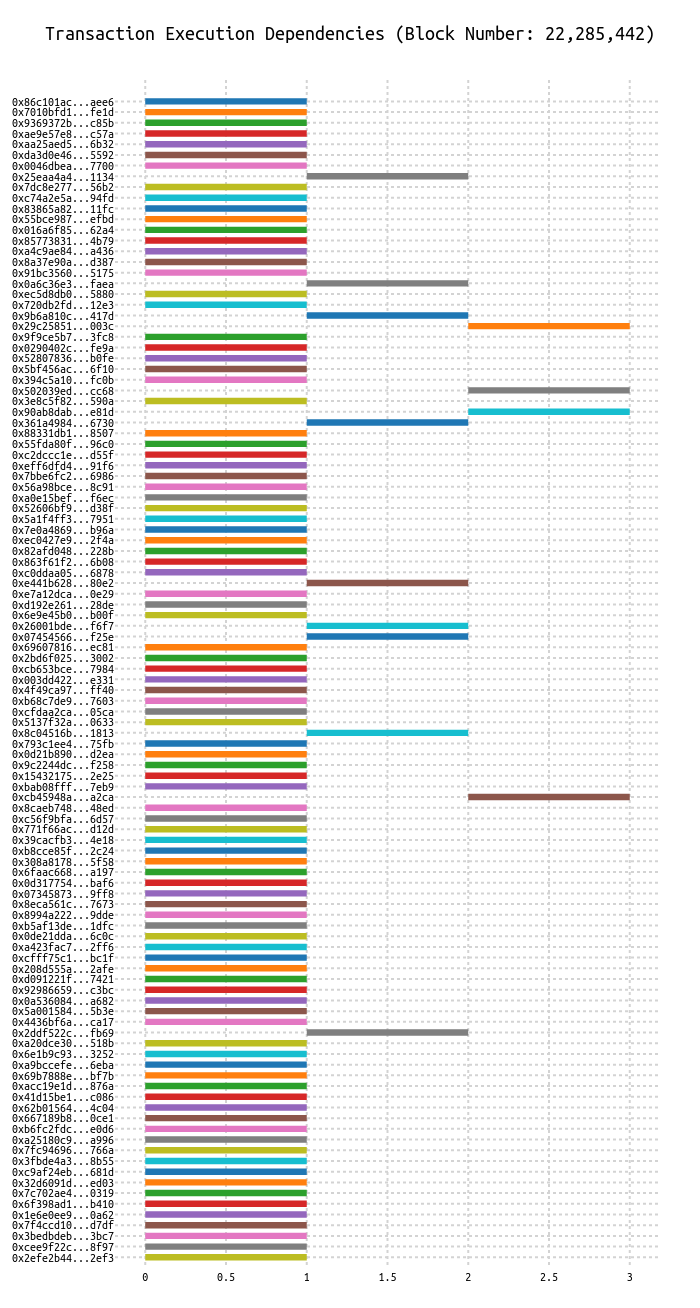 Transaction Execution Dependencies (Block Number: 22,285,442)
0x86c101ac...aee6
0x7010bfd1...fe1d
0x9369372b...c85b
0xae9e57e8...c57a
0xaa25aed5...6b32
0xda3d0e46...5592
0x0046dbea...7700
0x25eaa4a4...1134
0x7dc8e277...56b2
0xc74a2e5a...94fd
0x83865a82...11fc
0x55bce987...efbd
0x016a6f85...62a4
0x85773831...4b79
0xa4c9ae84...a436
0x8a37e90a...d387
0x91bc3560...5175
0x0a6c36e3...faea
0xec5d8db0...5880
0x720db2fd...12e3
0x9b6a810c...417d
0x29c25851...003c
0x9f9ce5b7...3fc8
0x0290402c...fe9a
0x52807836...b0fe
0x5bf456ac...6f10
0x394c5a10...fc0b
0x502039ed...cc68
0x3e8c5f82...590a
0x90ab8dab...e81d
0x361a4984...6730
0x88331db1...8507
0x55fda80f...96c0
0xc2dccc1e...d55f
0xeff6dfd4...91f6
0x7bbe6fc2...6986
0x56a98bce...8c91
0xa0e15bef...f6ec
0x52606bf9...d38f
0x5a1f4ff3...7951
0x7e0a4869...b96a
0xec0427e9...2f4a
0x82afd048...228b
0x863f61f2...6b08
0xc0ddaa05...6878
0xe441b628...80e2
0xe7a12dca...0e29
0xd192e261...28de
0x6e9e45b0...b00f
0x26001bde...f6f7
0x07454566...f25e
0x69607816...ec81
0x2bd6f025...3002
0xcb653bce...7984
0x003dd422...e331
0x4f49ca97...ff40
0xb68c7de9...7603
0xcfdaa2ca...05ca
0x5137f32a...0633
0x8c04516b...1813
0x793c1ee4...75fb
0x0d21b890...d2ea
0x9c2244dc...f258
0x15432175...2e25
0xbab08fff...7eb9
0xcb45948a...a2ca
0x8caeb748...48ed
0xc56f9bfa...6d57
0x771f66ac...d12d
0x39cacfb3...4e18
0xb8cce85f...2c24
0x308a8178...5f58
0x6faac668...a197
0x0d317754...baf6
0x07345873...9ff8
0x8eca561c...7673
0x8994a222...9dde
0xb5af13de...1dfc
0x0de21dda...6c0c
0xa423fac7...2ff6
0xcfff75c1...bc1f
0x208d555a...2afe
0xd091221f...7421
0x92986659...c3bc
0x0a536084...a682
0x5a001584...5b3e
0x4436bf6a...ca17
0x2ddf522c...fb69
0xa20dce30...518b
0x6e1b9c93...3252
0xa9bccefe...6eba
0x69b7888e...bf7b
0xacc19e1d...876a
0x41d15be1...c086
0x62b01564...4c04
0x667189b8...0ce1
0xb6fc2fdc...e0d6
0xa25180c9...a996
0x7fc94696...766a
0x3fbde4a3...8b55
0xc9af24eb...681d
0x32d6091d...ed03
0x7c702ae4...0319
0x6f398ad1...b410
0x1e6e0ee9...0a62
0x7f4ccd10...d7df
0x3bedbdeb...3bc7
0xcee9f22c...8f97
0x2efe2b44...2ef3
0 0.5 1 1.5 2 2.5 3